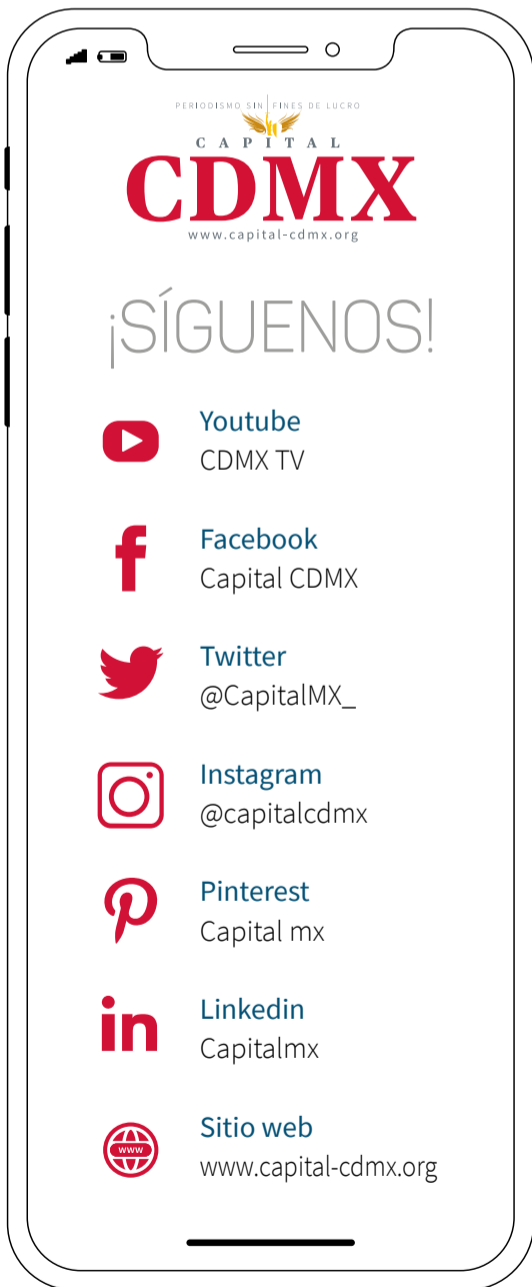 PERIODISMO SIN FINES DE LUCRO
CAPITAL
CDMX
www.capital-cdmx.org
¡SÍGUENOS!
Youtube
CDMX TV
Facebook
Capital CDMX
Twitter
@CapitalMX_
Instagram
@capitalcdmx
Pinterest
Capital mx
Linkedin
Capitalmx
Sitio web
www
www.capital-cdmx.org